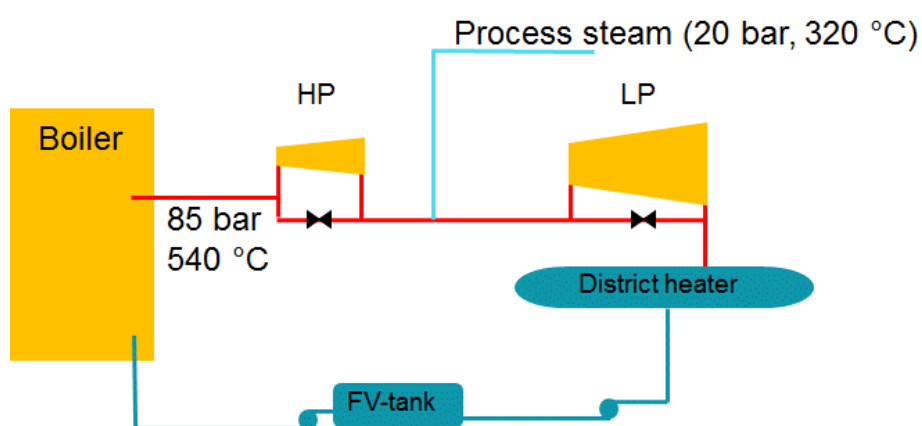 Process steam (20 bar, 320 °C)
HP
LP
Boiler
85 bar
540 °C
District heater
FV-tank